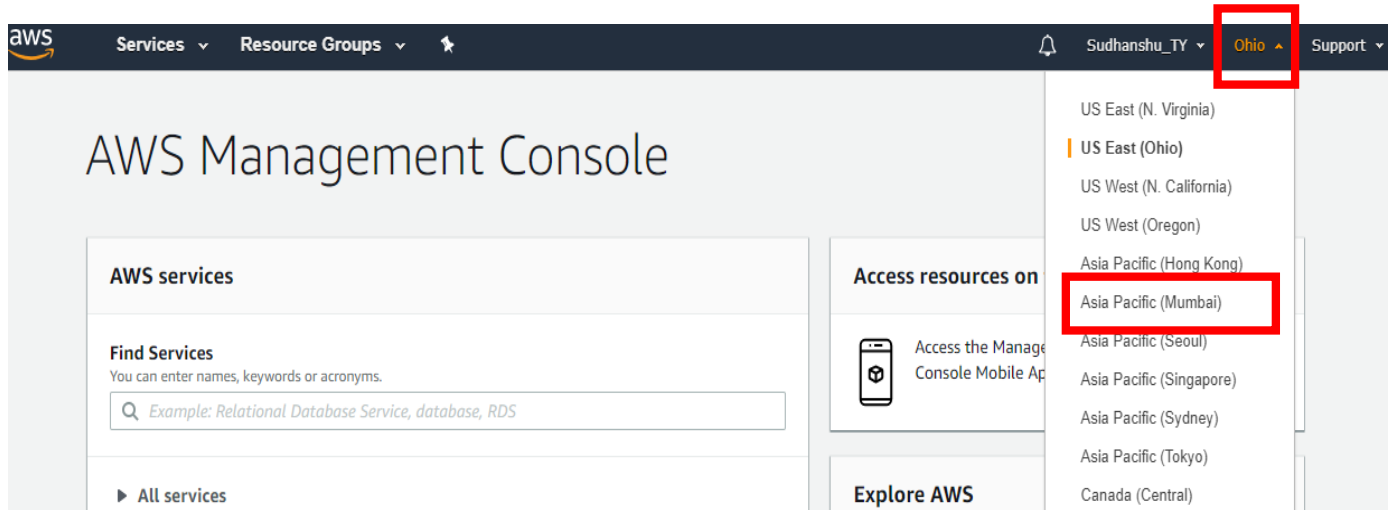 aws
Services
Resource Groups
Sudhanshu_TY
Ohio
Support
AWS Management Console
AWS services
Find Services
You can enter names, keywords or acronyms.
Example: Relational Database Service, database, RDS
All services
Access resources on
Access the Manage
Console Mobile Ap
Explore AWS
US East (N. Virginia)
US East (Ohio)
US West (N. California)
US West (Oregon)
Asia Pacific (Hong Kong)
Asia Pacific (Mumbai)
Asia Pacific (Seoul)
Asia Pacific (Singapore)
Asia Pacific (Sydney)
Asia Pacific (Tokyo)
Canada (Central)